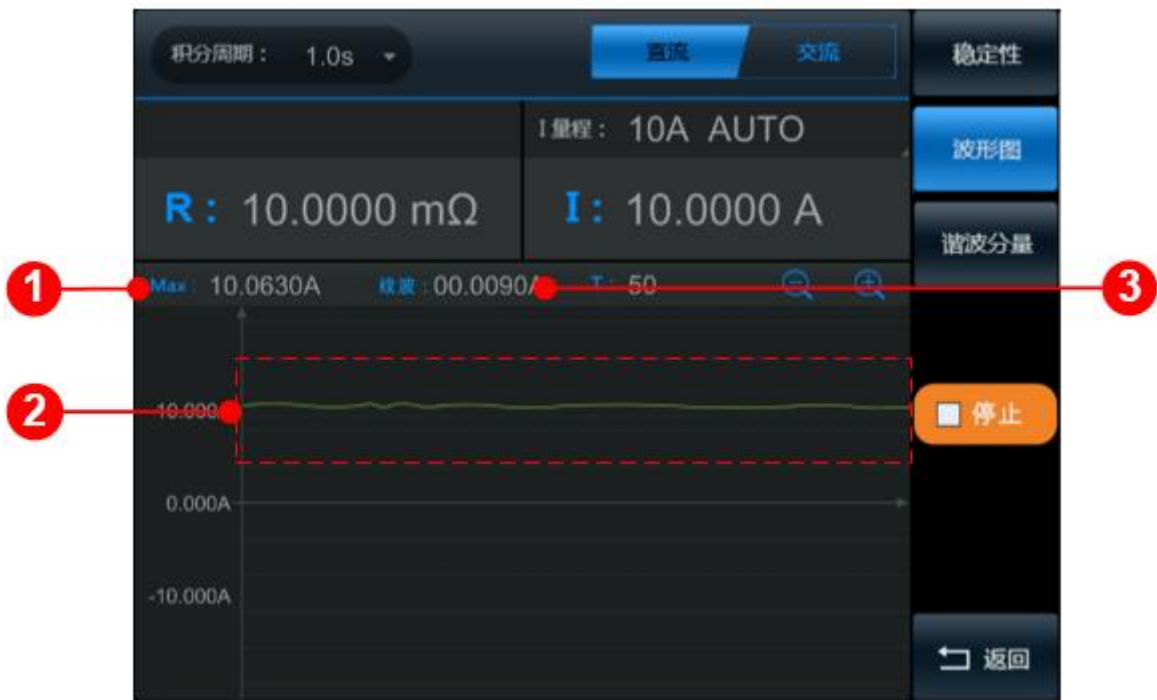 积分周期： 1.0s
直流 交流
稳定性
I量程： 10A AUTO
波形图
R： 10.0000 mΩ
I： 10.0000 A
谐波分量
1
Max： 10.0630A 纹波：00.0090A T： 50
3
2
10.000A
停止
0.000A
-10.000A
返回